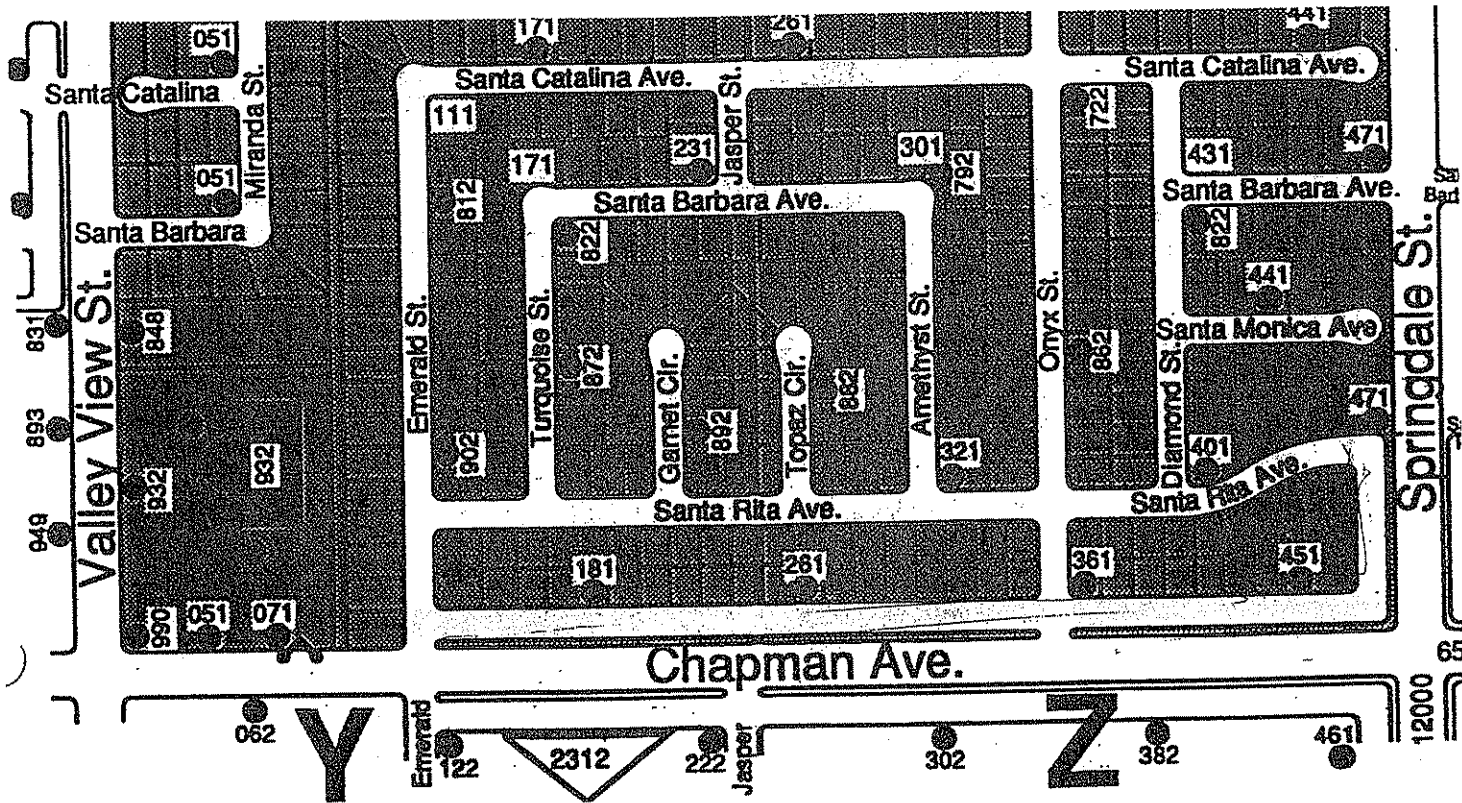 171
261
441
051
Santa Catalina Ave.
Santa Catalina Ave.
Santa Catalina
Miranda St.
Jasper St.
111
722
171
231
301
792
431
471
051
812
Santa Barbara Ave.
Santa Barbara Ave.
Santa Barbara
822
822
441
Valley View St.
Emerald St.
Turquoise St.
Garnet Cir.
Topaz Cir.
Amethyst St.
Onyx St.
Diamond St.
Springdale St.
831
848
872
882
862
Santa Monica Ave
893
892
471
902
321
401
932
932
Santa Rita Ave.
Santa Rita Ave.
949
181
261
361
451
990
051
071
Chapman Ave.
65
12000
062
Y
Emerald
122
2312
222
Jasper
302
Z
382
461